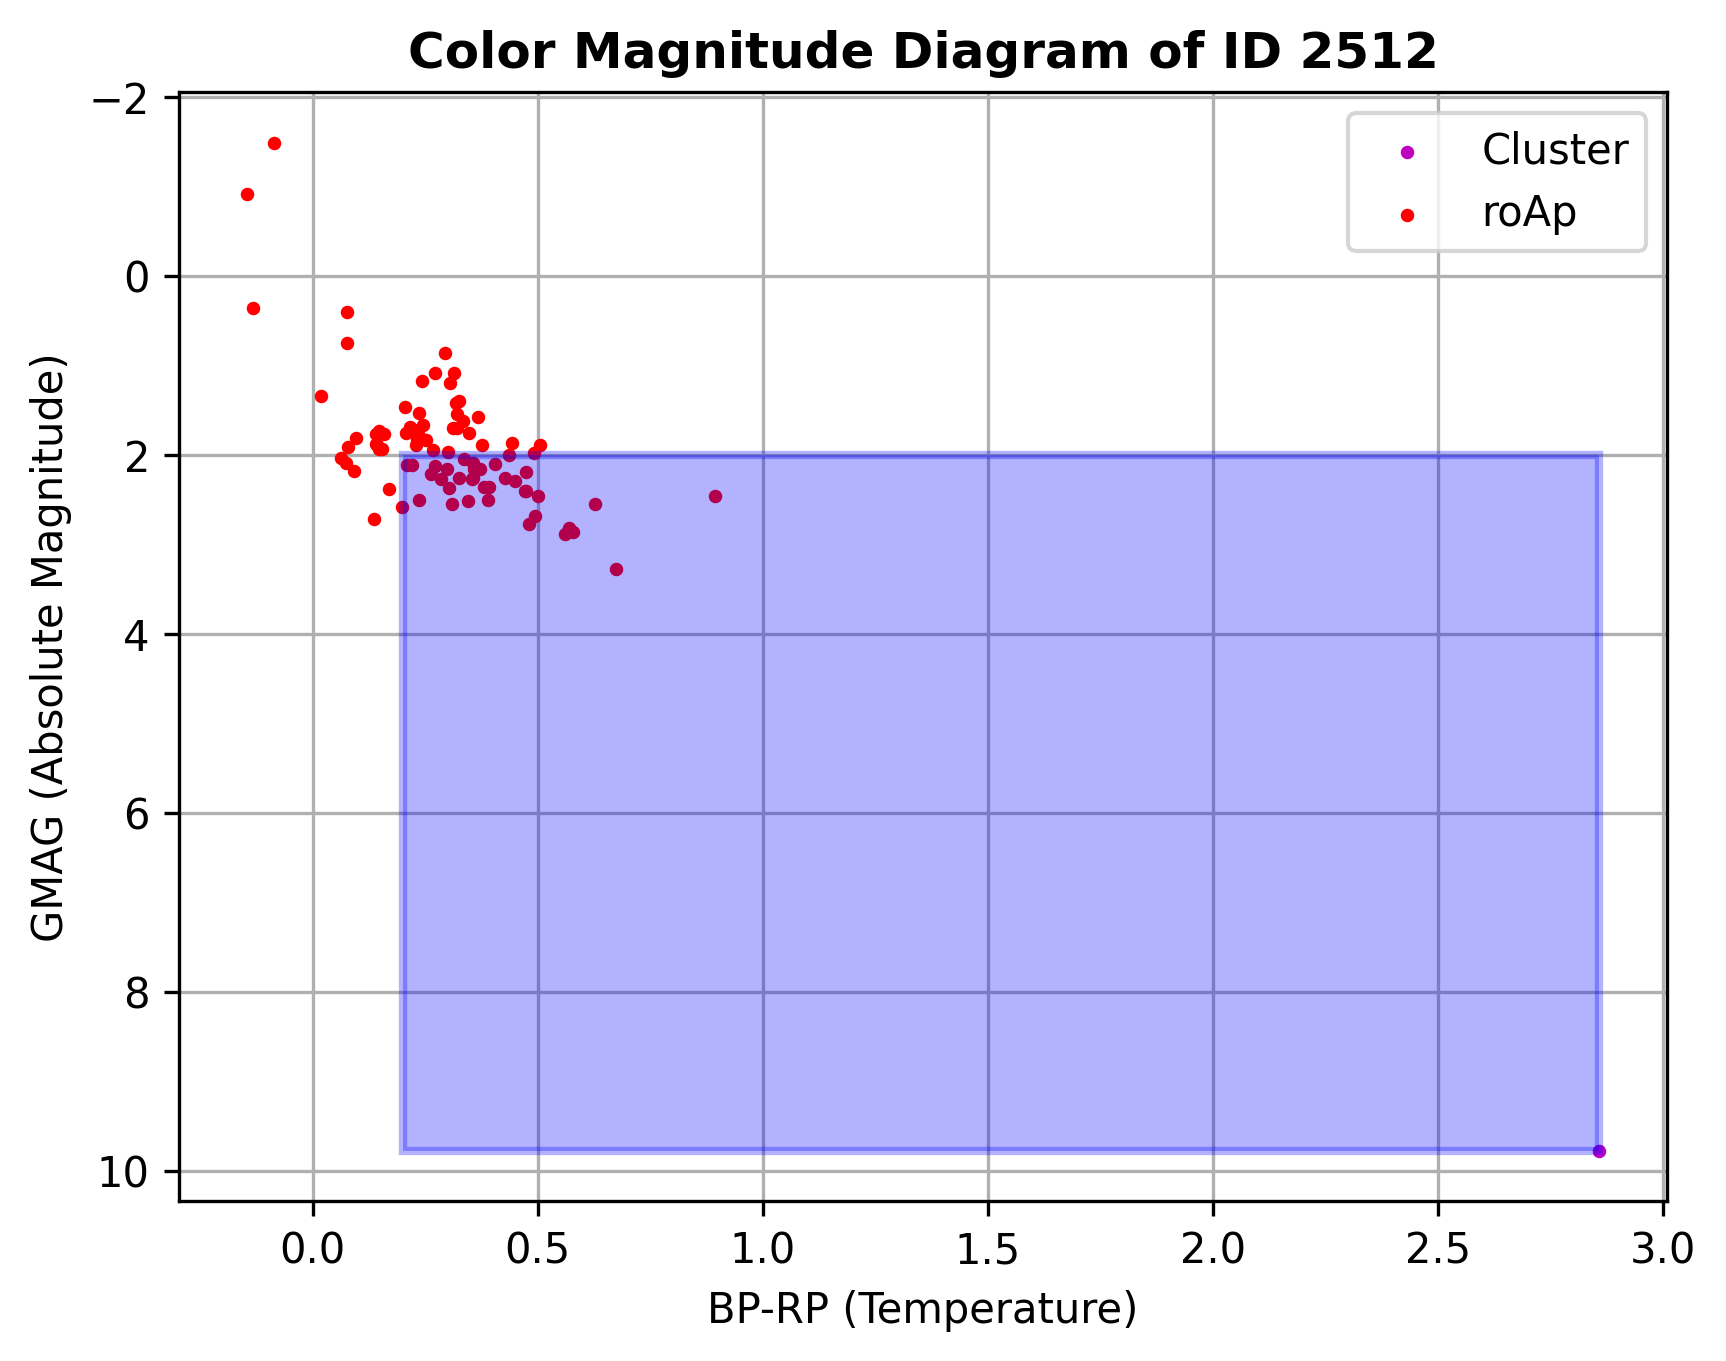 Color Magnitude Diagram of ID 2512
Cluster
roAp
−2
0
2
4
6
8
10
GMAG (Absolute Magnitude)
0.0 0.5 1.0 1.5 2.0 2.5 3.0
BP-RP (Temperature)